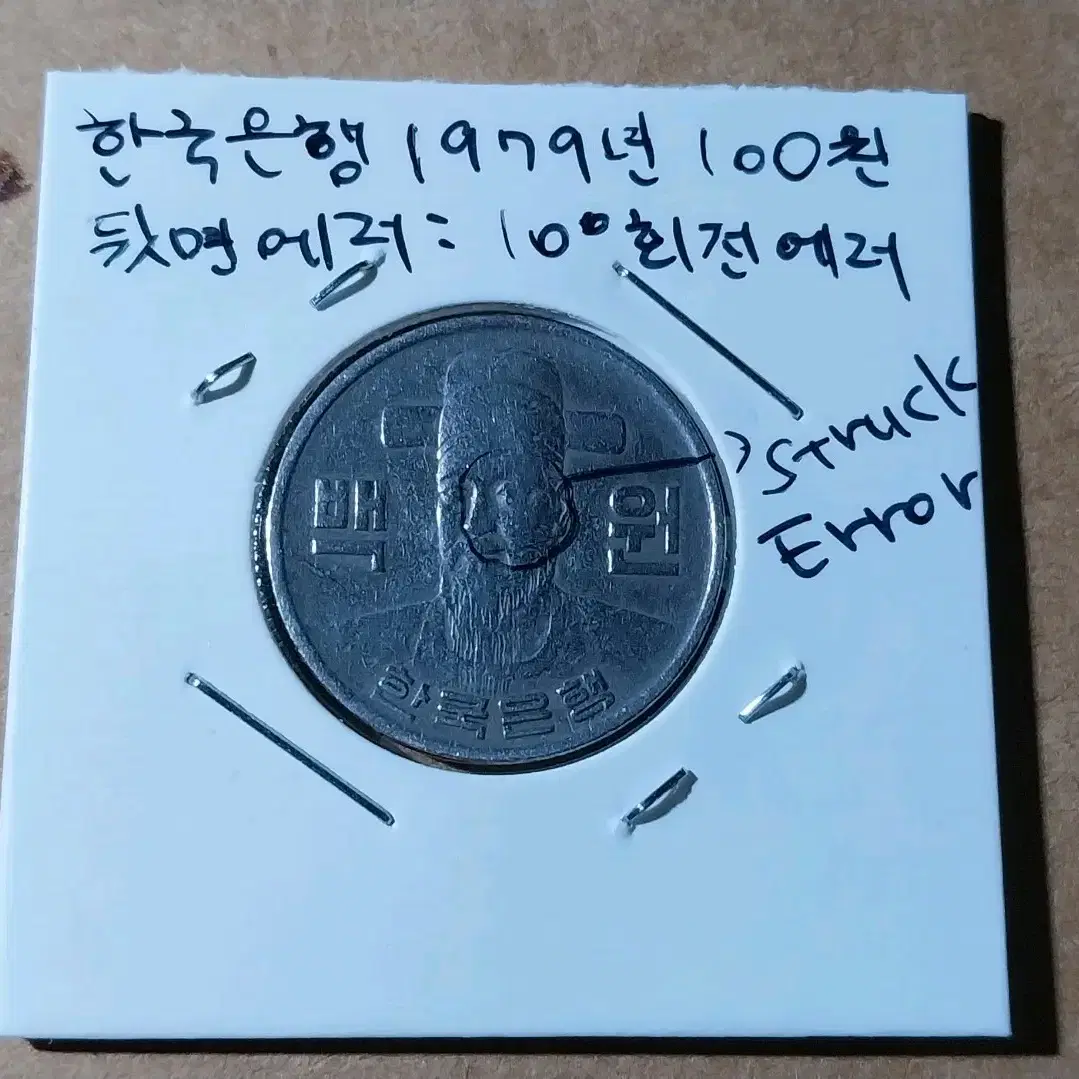 한국은행 1979년 100원
뒷면에러: 10°회전에러
Struck
Error
백 원
한국은행